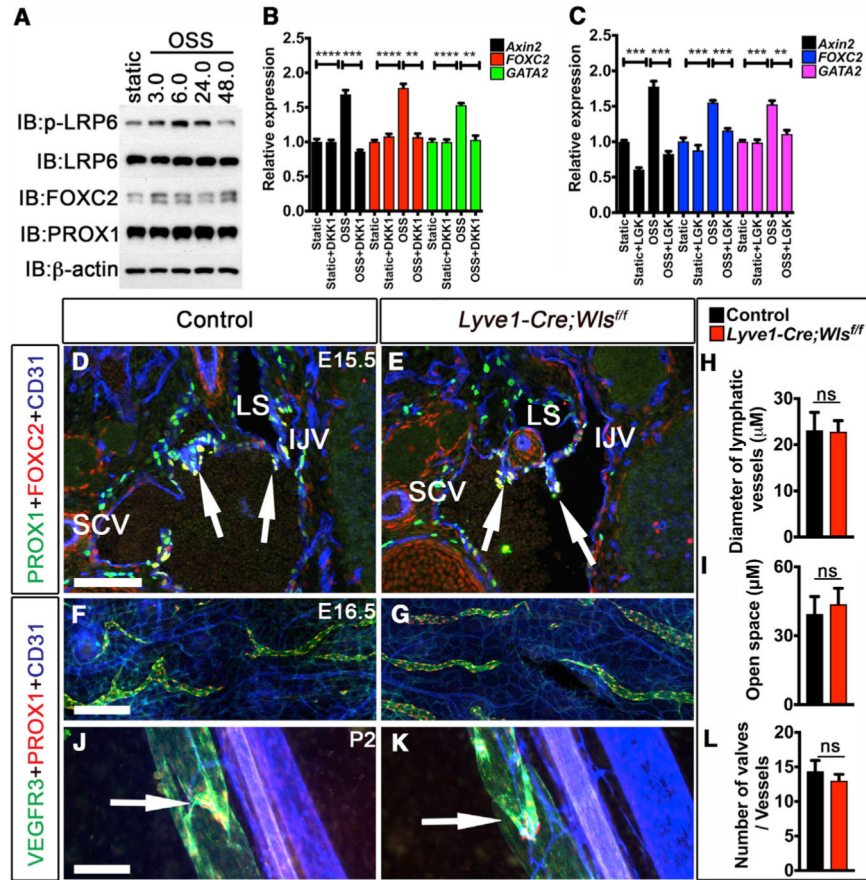 A
OSS
static
3.0
6.0
24.0
48.0
IB:p-LRP6
IB:LRP6
IB:FOXC2
IB:PROX1
IB:β-actin
B
Relative expression
2.5
2.0
1.5
1.0
0.5
0.0
**** *** **** ** **** **
Axin2
FOXC2
GATA2
Static
Static+DKK1
OSS
OSS+DKK1
Static
Static+DKK1
OSS
OSS+DKK1
Static
Static+DKK1
OSS
OSS+DKK1
C
Relative expression
2.5
2.0
1.5
1.0
0.5
0.0
*** *** *** *** *** **
Axin2
FOXC2
GATA2
Static
Static+LGK
OSS
OSS+LGK
Static
Static+LGK
OSS
OSS+LGK
Static
Static+LGK
OSS
OSS+LGK
Control
Lyve1-Cre;Wls^f/f
PROX1+FOXC2+CD31
D
E15.5
LS
IJV
SCV
E
LS
IJV
SCV
VEGFR3+PROX1+CD31
F
E16.5
G
J
P2
K
Control
Lyve1-Cre;Wls^f/f
H
Diameter of lymphatic
vessels (μM)
40
30
20
10
0
ns
I
Open space (μM)
60
30
0
ns
L
Number of valves
/ Vessels
20
15
10
5
0
ns